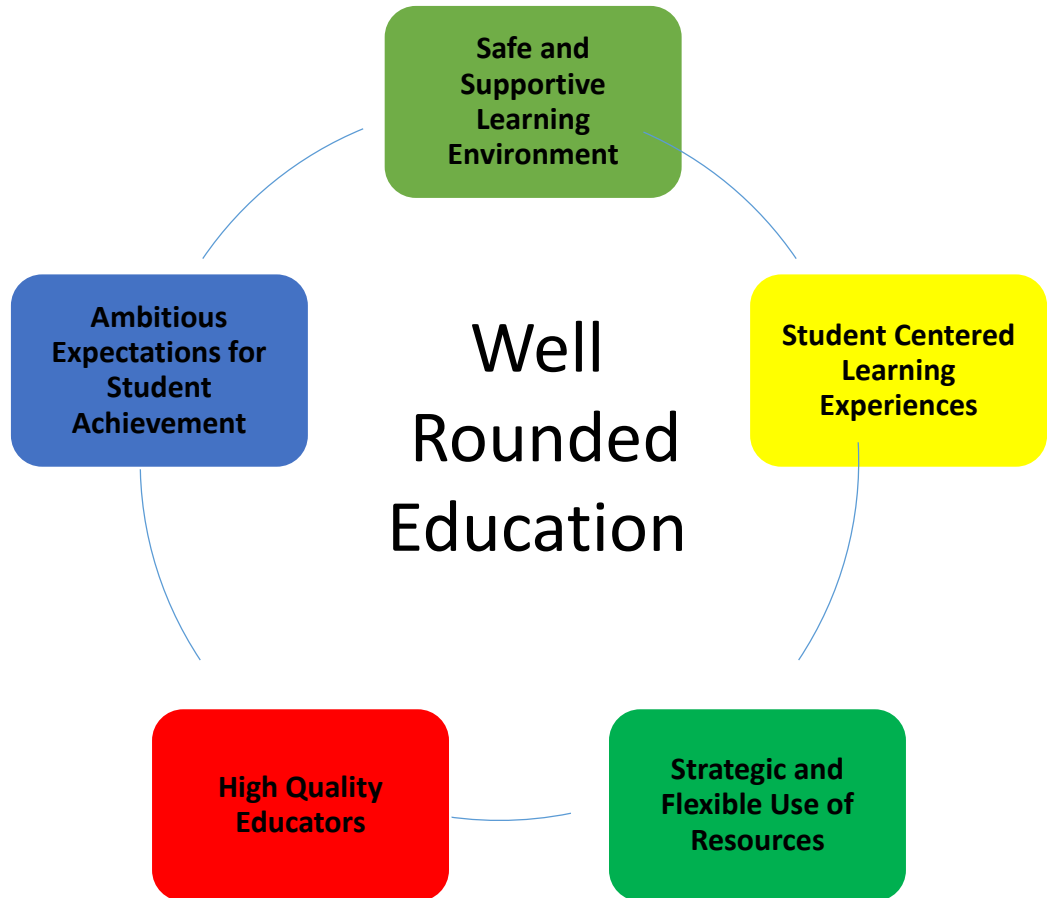 Safe and
Supportive
Learning
Environment
Ambitious
Expectations for
Student
Achievement
Well
Rounded
Education
Student Centered
Learning
Experiences
High Quality
Educators
Strategic and
Flexible Use of
Resources